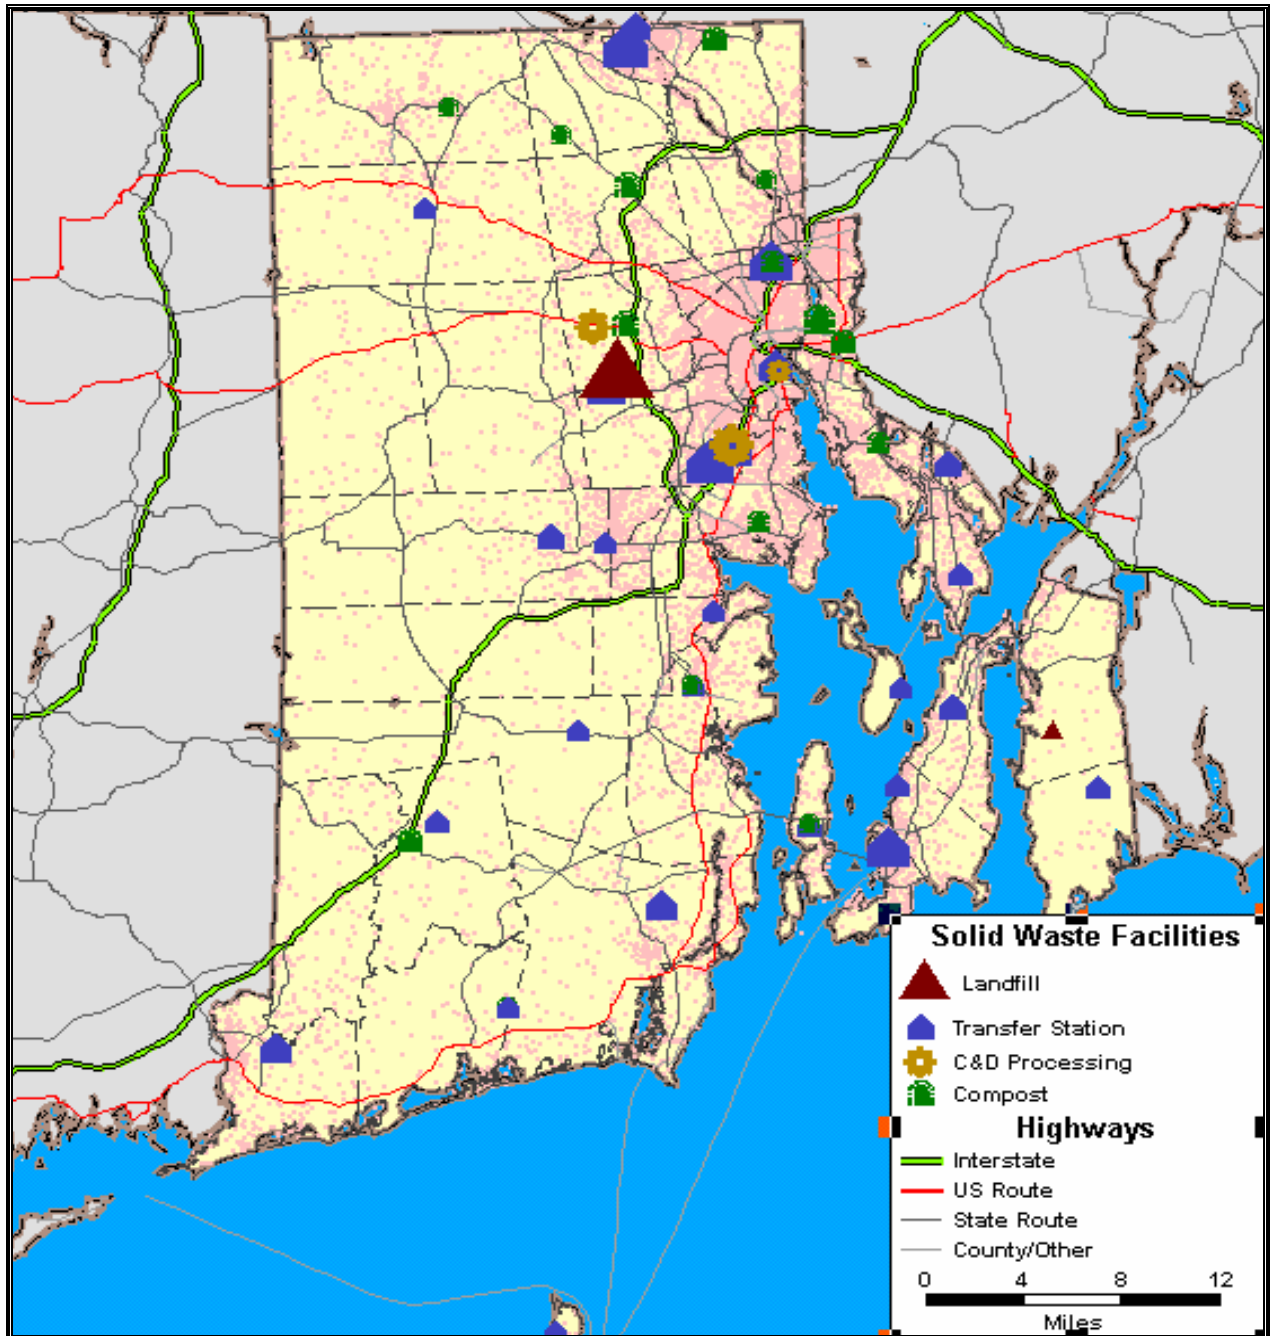 Solid Waste Facilities
Landfill
Transfer Station
C&D Processing
Compost
Highways
Interstate
US Route
State Route
County/Other
0 4 8 12
Miles